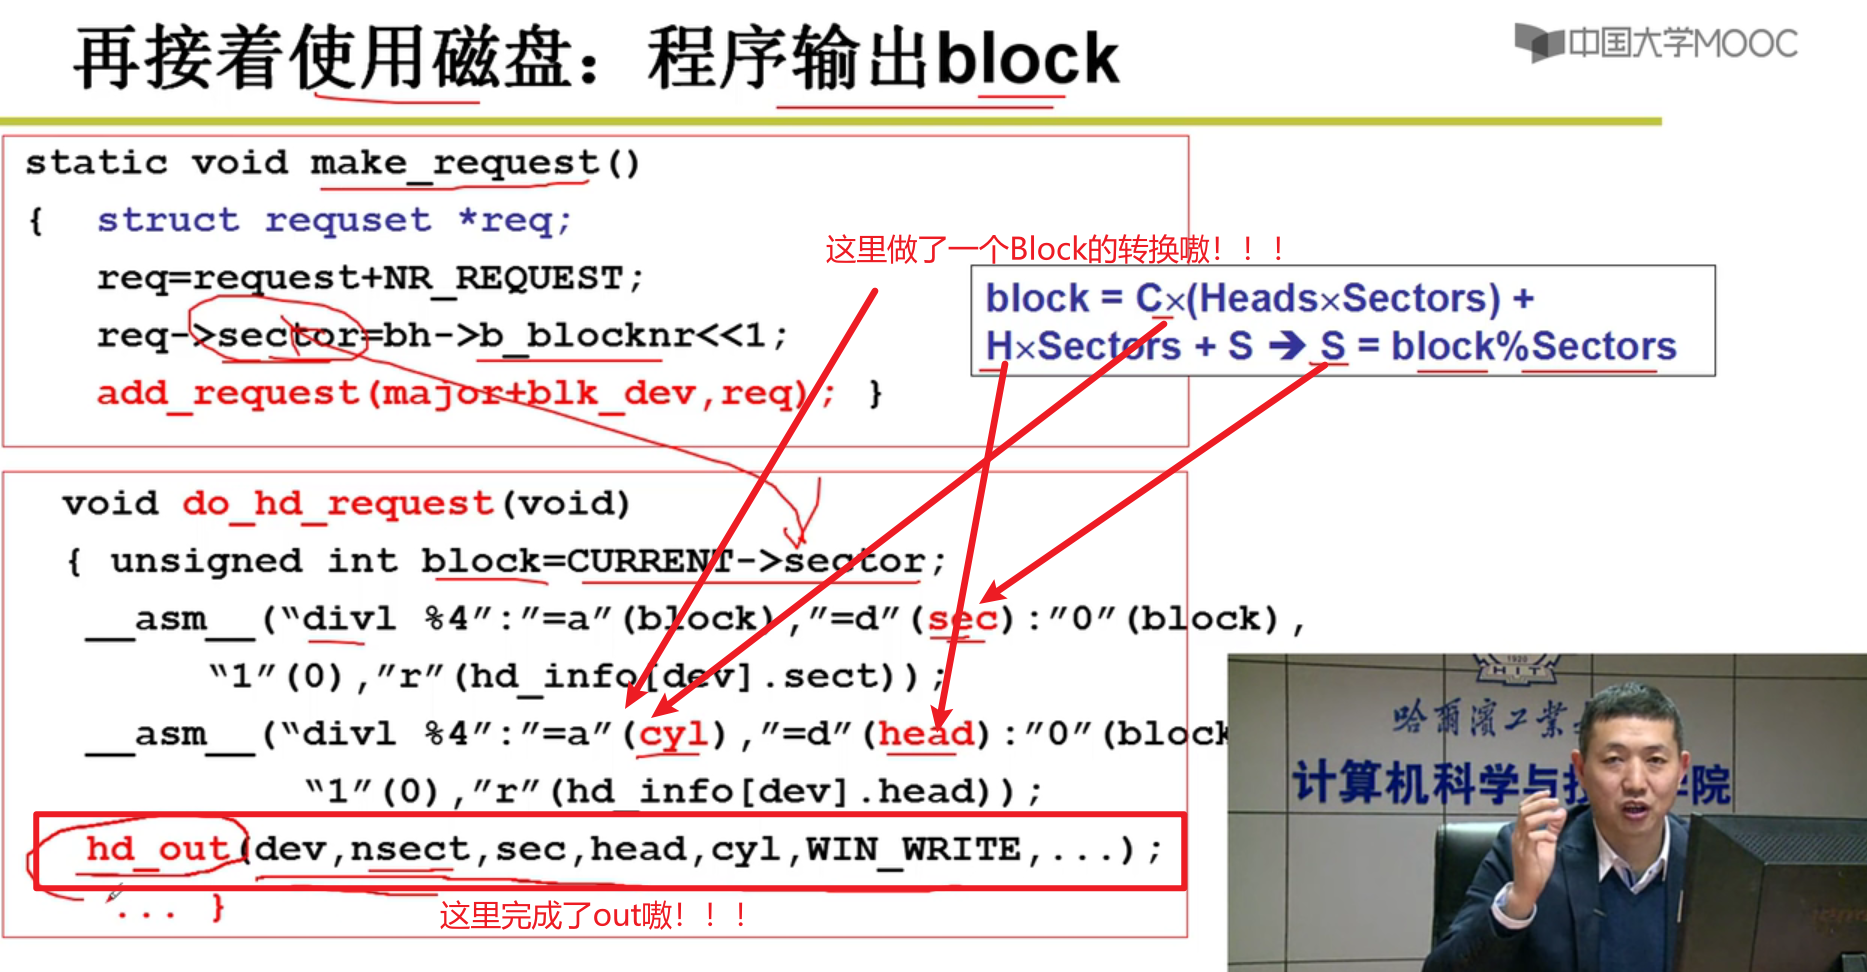 再接着使用磁盘：程序输出block
中国大学MOOC
static void make_request()
{ struct requset *req;
req=request+NR_REQUEST;
req->sector=bh->b_blocknr<<1;
add_request(major+blk_dev,req); }
这里做了一个Block的转换嗷！！！
block = C×(Heads×Sectors) +
H×Sectors + S ➔ S = block%Sectors
void do_hd_request(void)
{ unsigned int block=CURRENT->sector;
__asm__(“divl %4”:”=a”(block),”=d”(sec):”0”(block),
“1”(0),”r”(hd_info[dev].sect));
__asm__(“divl %4”:”=a”(cyl),”=d”(head):”0”(block
“1”(0),”r”(hd_info[dev].head));
hd_out(dev,nsect,sec,head,cyl,WIN_WRITE,...);
... }
这里完成了out嗷！！！
1920
HIT
哈爾濱工業
计算机科学与技 学院